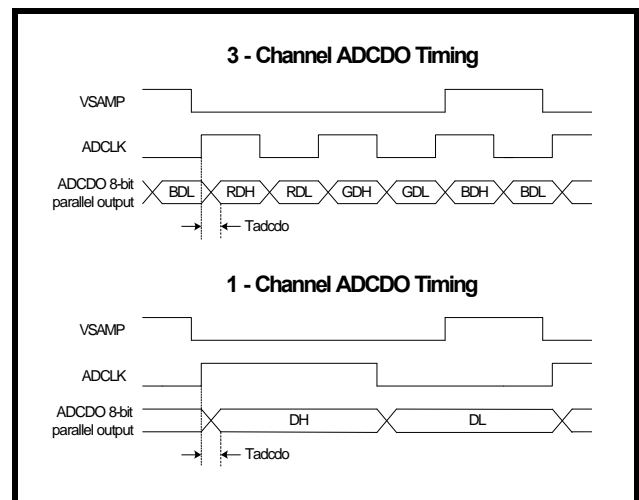 3 - Channel ADCDO Timing
VSAMP
ADCLK
ADCDO 8-bit
parallel output
BDL RDH RDL GDH GDL BDH BDL
Tadcdo
1 - Channel ADCDO Timing
VSAMP
ADCLK
ADCDO 8-bit
parallel output
DH DL
Tadcdo